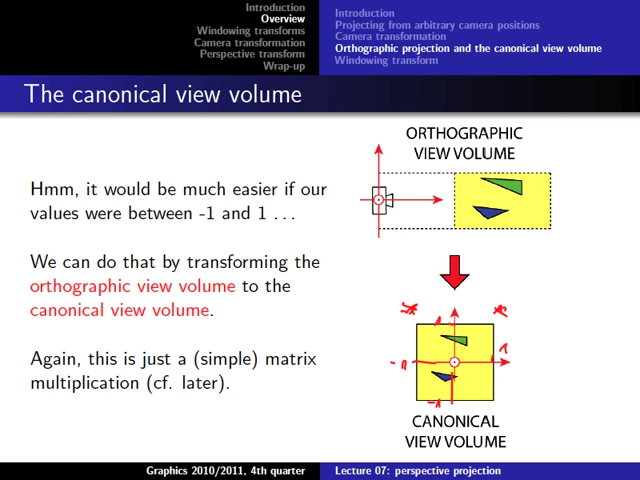 Introduction
Overview
Windowing transforms
Camera transformation
Perspective transform
Wrap-up
Introduction
Projecting from arbitrary camera positions
Camera transformation
Orthographic projection and the canonical view volume
Windowing transform
The canonical view volume
Hmm, it would be much easier if our
values were between -1 and 1 . . .
We can do that by transforming the
orthographic view volume to the
canonical view volume.
Again, this is just a (simple) matrix
multiplication (cf. later).
ORTHOGRAPHIC
VIEW VOLUME
1
1
-1
-1
CANONICAL
VIEW VOLUME
Graphics 2010/2011, 4th quarter
Lecture 07: perspective projection